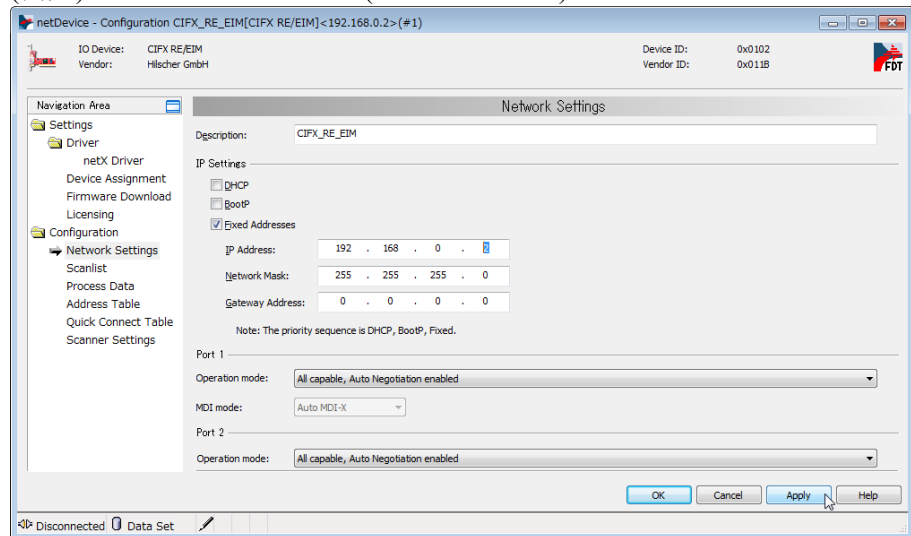 netDevice - Configuration CIFX_RE_EIM[CIFX RE/EIM]<192.168.0.2>(#1)
IO Device: CIFX RE/EIM Device ID: 0x0102
Vendor: Hilscher GmbH Vendor ID: 0x011B
FDT
Navigation Area
Network Settings
Settings
Driver
netX Driver
Device Assignment
Firmware Download
Licensing
Configuration
Network Settings
Scanlist
Process Data
Address Table
Quick Connect Table
Scanner Settings
Description: CIFX_RE_EIM
IP Settings
DHCP
BootP
Fixed Addresses
IP Address: 192 . 168 . 0 . 2
Network Mask: 255 . 255 . 255 . 0
Gateway Address: 0 . 0 . 0 . 0
Note: The priority sequence is DHCP, BootP, Fixed.
Port 1
Operation mode: All capable, Auto Negotiation enabled
MDI mode: Auto MDI-X
Port 2
Operation mode: All capable, Auto Negotiation enabled
OK Cancel Apply Help
Disconnected Data Set